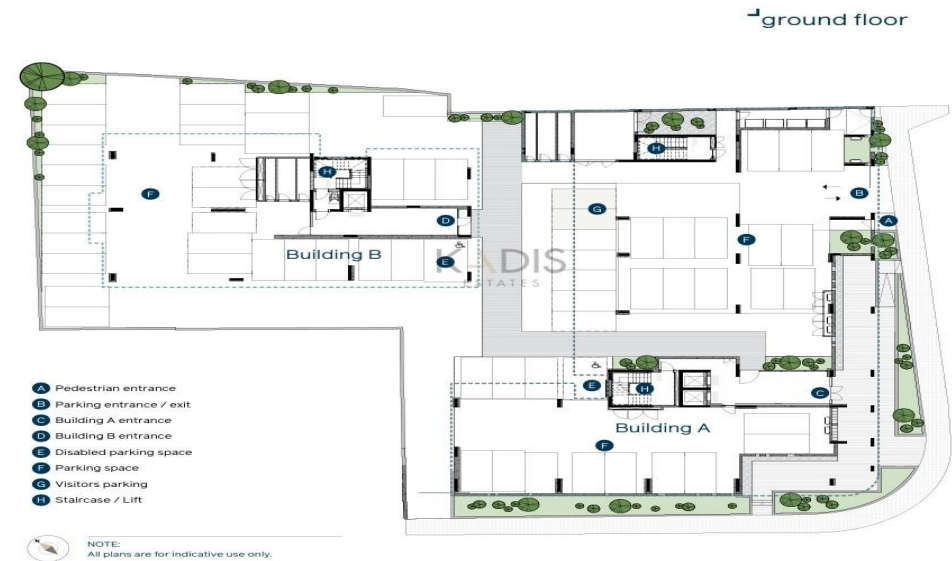 ground floor
H
B
G
A
H
F
D
F
Building B
E
KADIS
ESTATES
E
H
C
Building A
F
A Pedestrian entrance
B Parking entrance / exit
C Building A entrance
D Building B entrance
E Disabled parking space
F Parking space
G Visitors parking
H Staircase / Lift
NOTE:
All plans are for indicative use only.